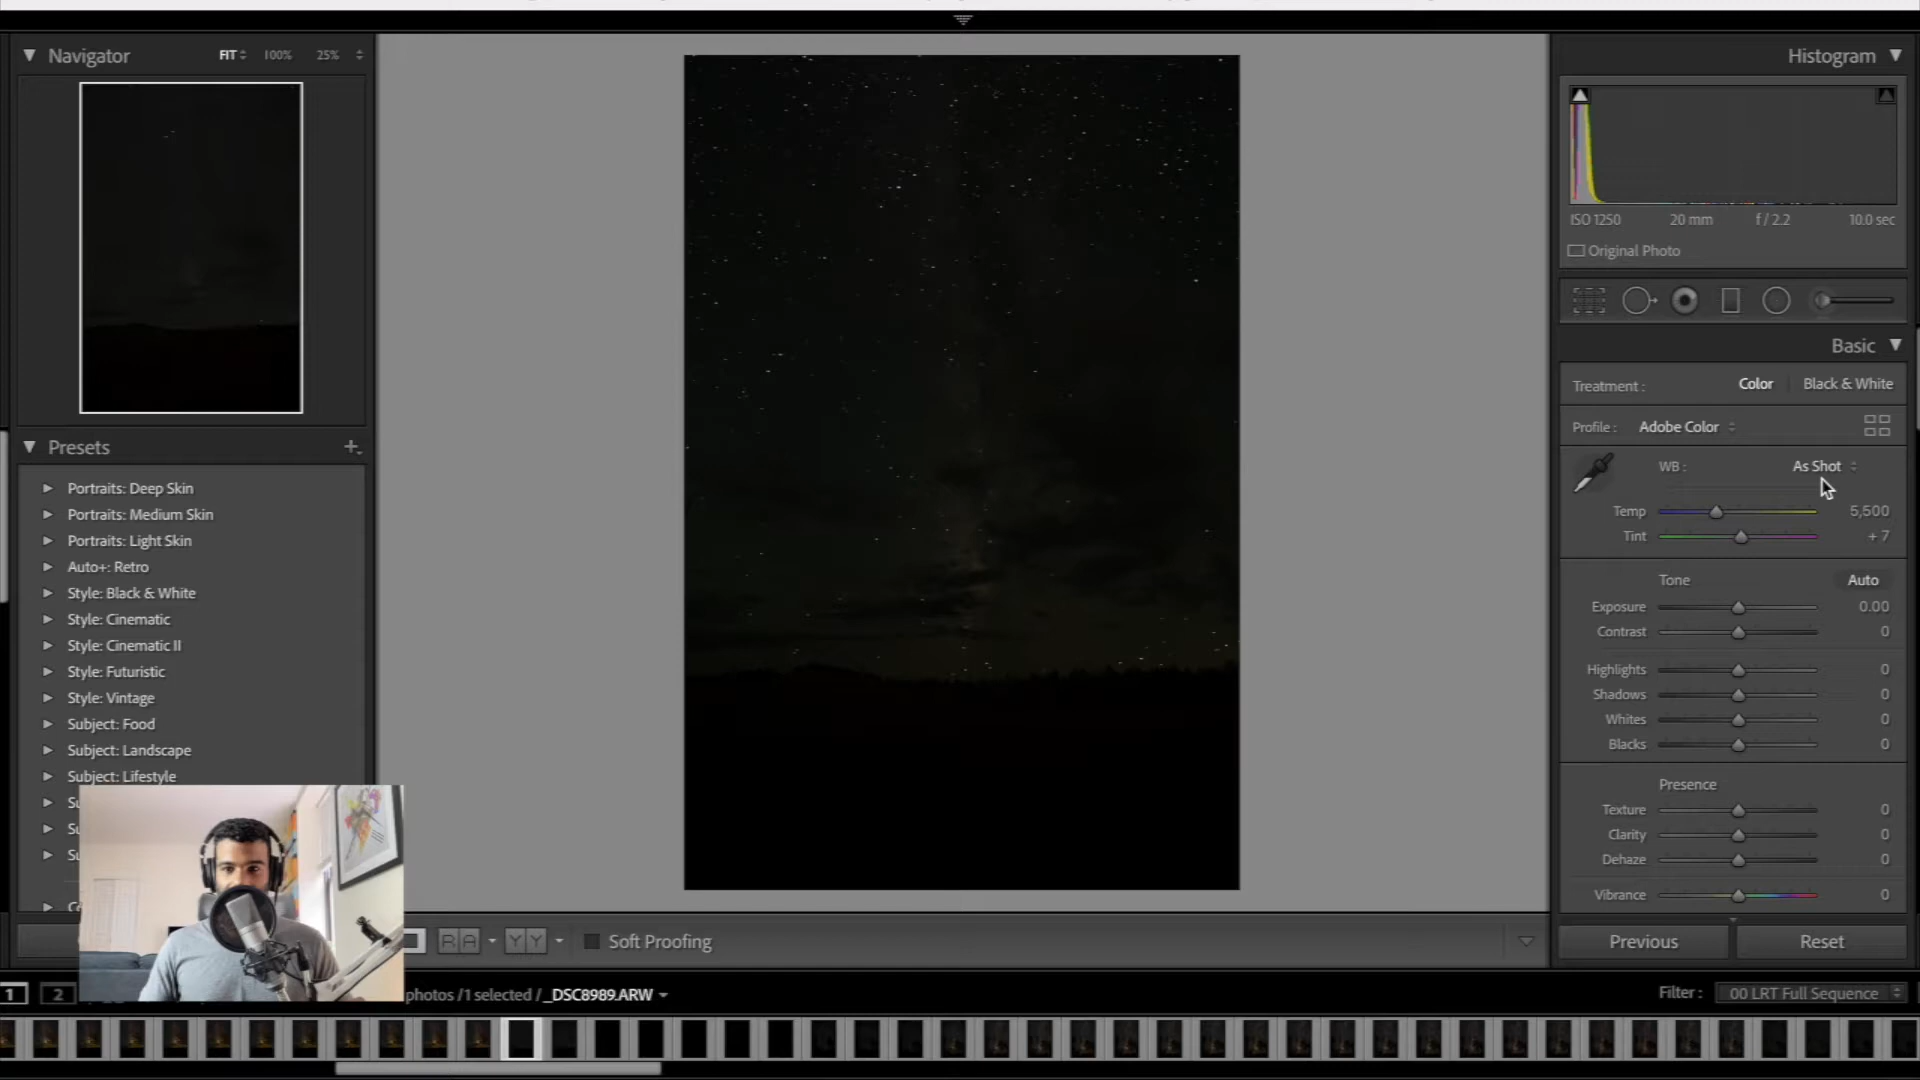 Navigator FIT 100% 25%
Presets
Portraits: Deep Skin
Portraits: Medium Skin
Portraits: Light Skin
Auto+: Retro
Style: Black & White
Style: Cinematic
Style: Cinematic II
Style: Futuristic
Style: Vintage
Subject: Food
Subject: Landscape
Subject: Lifestyle
Soft Proofing
1 2 photos / 1 selected / _DSC8989.ARW
Filter : 00 LRT Full Sequence
Histogram
ISO 1250 20 mm f / 2.2 10.0 sec
Original Photo
Basic
Treatment : Color Black & White
Profile : Adobe Color
WB : As Shot
Temp 5,500
Tint + 7
Tone Auto
Exposure 0.00
Contrast 0
Highlights 0
Shadows 0
Whites 0
Blacks 0
Presence
Texture 0
Clarity 0
Dehaze 0
Vibrance 0
Previous Reset